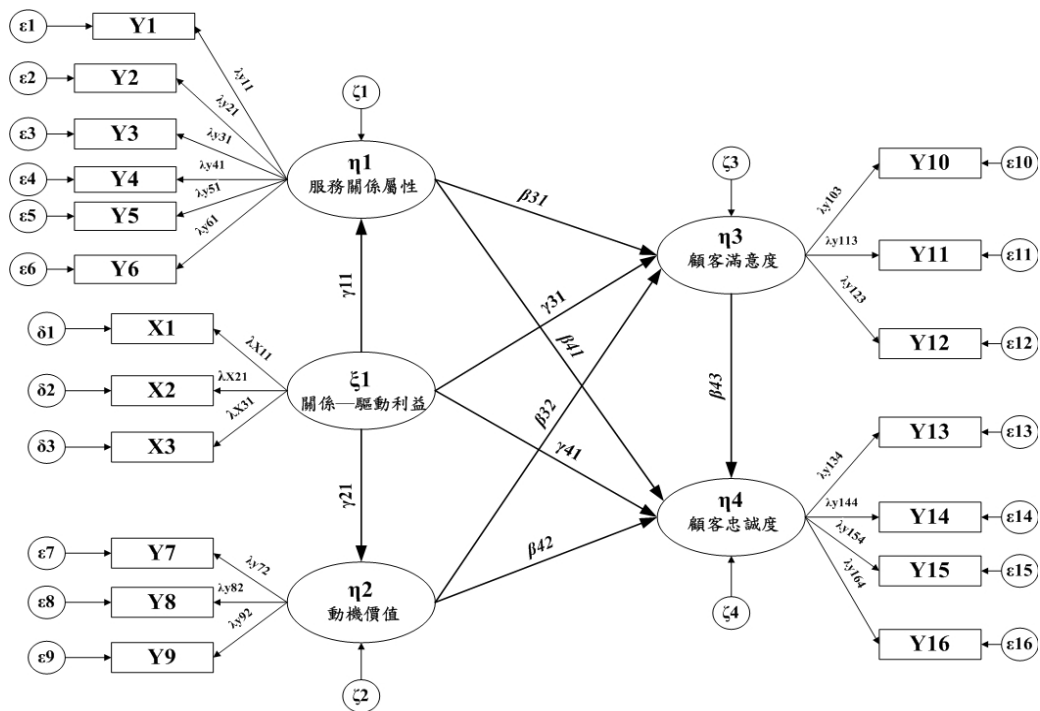 ε1
Y1
λy11
ε2
Y2
λy21
ε3
Y3
λy31
ε4
Y4
λy41
ε5
Y5
λy51
ε6
Y6
λy61
ζ1
η1
服務關係屬性
γ11
δ1
X1
λX11
δ2
X2
λX21
δ3
X3
λX31
ξ1
關係—驅動利益
γ21
ε7
Y7
λy72
ε8
Y8
λy82
ε9
Y9
λy92
η2
動機價值
ζ2
β31
γ31
β41
β32
γ41
β42
ζ3
η3
顧客滿意度
β43
η4
顧客忠誠度
ζ4
λy103
Y10
ε10
λy113
Y11
ε11
λy123
Y12
ε12
λy134
Y13
ε13
λy144
Y14
ε14
λy154
Y15
ε15
λy164
Y16
ε16